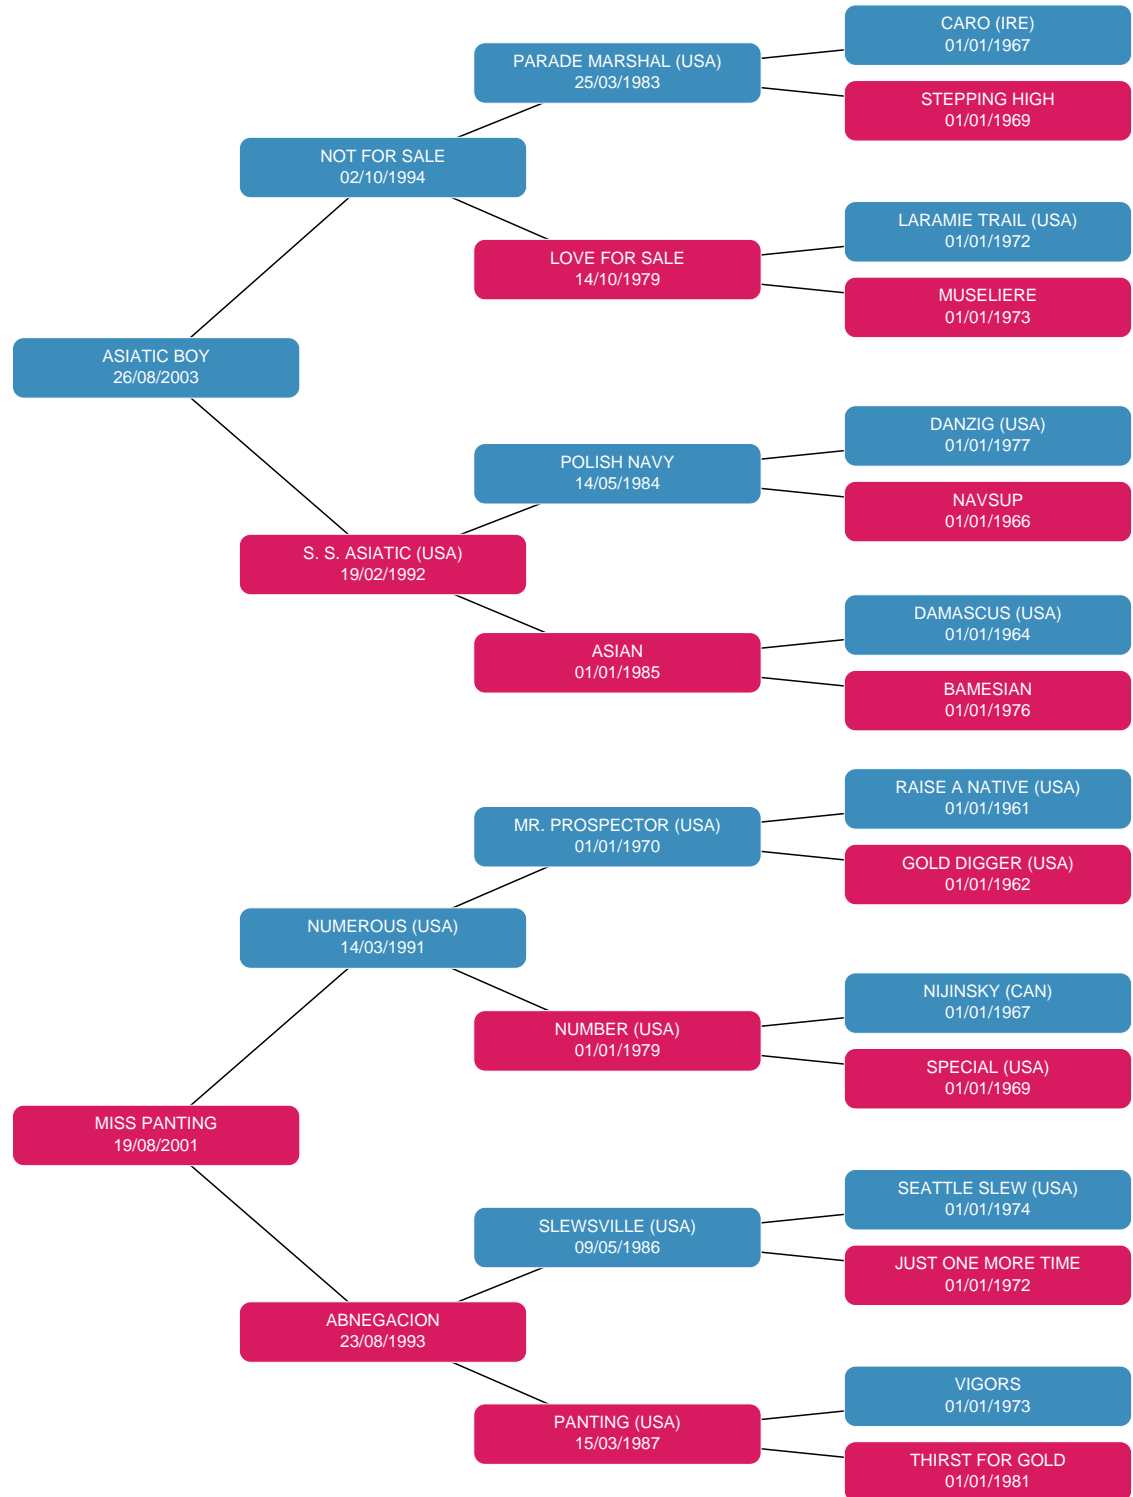 CARO (IRE)
01/01/1967
PARADE MARSHAL (USA)
25/03/1983
STEPPING HIGH
01/01/1969
NOT FOR SALE
02/10/1994
LARAMIE TRAIL (USA)
01/01/1972
LOVE FOR SALE
14/10/1979
MUSELIERE
01/01/1973
ASIATIC BOY
26/08/2003
DANZIG (USA)
01/01/1977
POLISH NAVY
14/05/1984
NAVSUP
01/01/1966
S. S. ASIATIC (USA)
19/02/1992
DAMASCUS (USA)
01/01/1964
ASIAN
01/01/1985
BAMESIAN
01/01/1976
RAISE A NATIVE (USA)
01/01/1961
MR. PROSPECTOR (USA)
01/01/1970
GOLD DIGGER (USA)
01/01/1962
NUMEROUS (USA)
14/03/1991
NIJINSKY (CAN)
01/01/1967
NUMBER (USA)
01/01/1979
SPECIAL (USA)
01/01/1969
MISS PANTING
19/08/2001
SEATTLE SLEW (USA)
01/01/1974
SLEWSVILLE (USA)
09/05/1986
JUST ONE MORE TIME
01/01/1972
ABNEGACION
23/08/1993
VIGORS
01/01/1973
PANTING (USA)
15/03/1987
THIRST FOR GOLD
01/01/1981